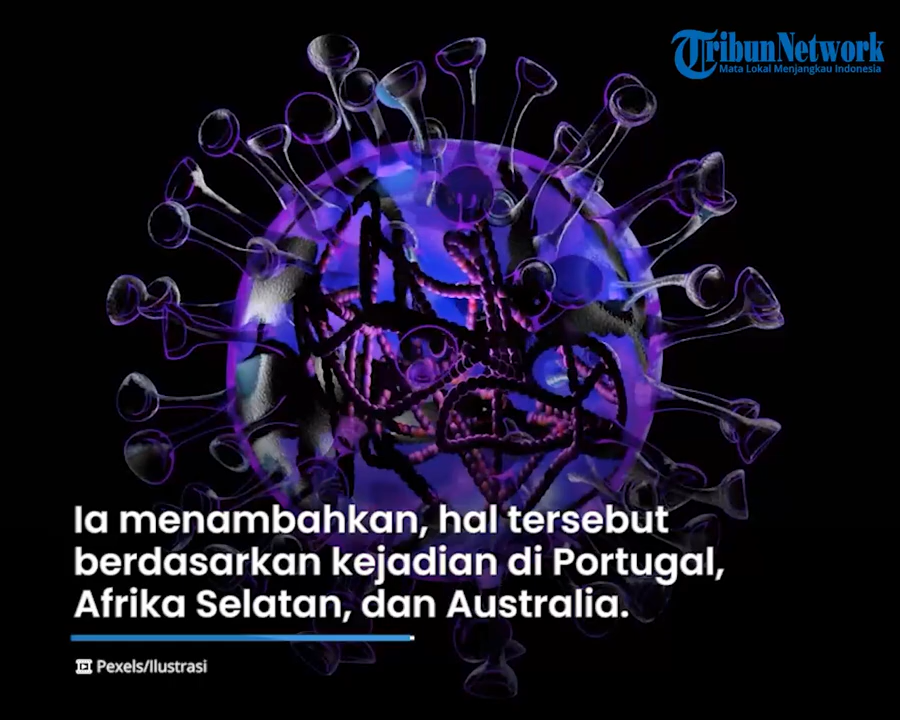 TribunNetwork
Mata Lokal Menjangkau Indonesia
Ia menambahkan, hal tersebut
berdasarkan kejadian di Portugal,
Afrika Selatan, dan Australia.
Pexels/Ilustrasi